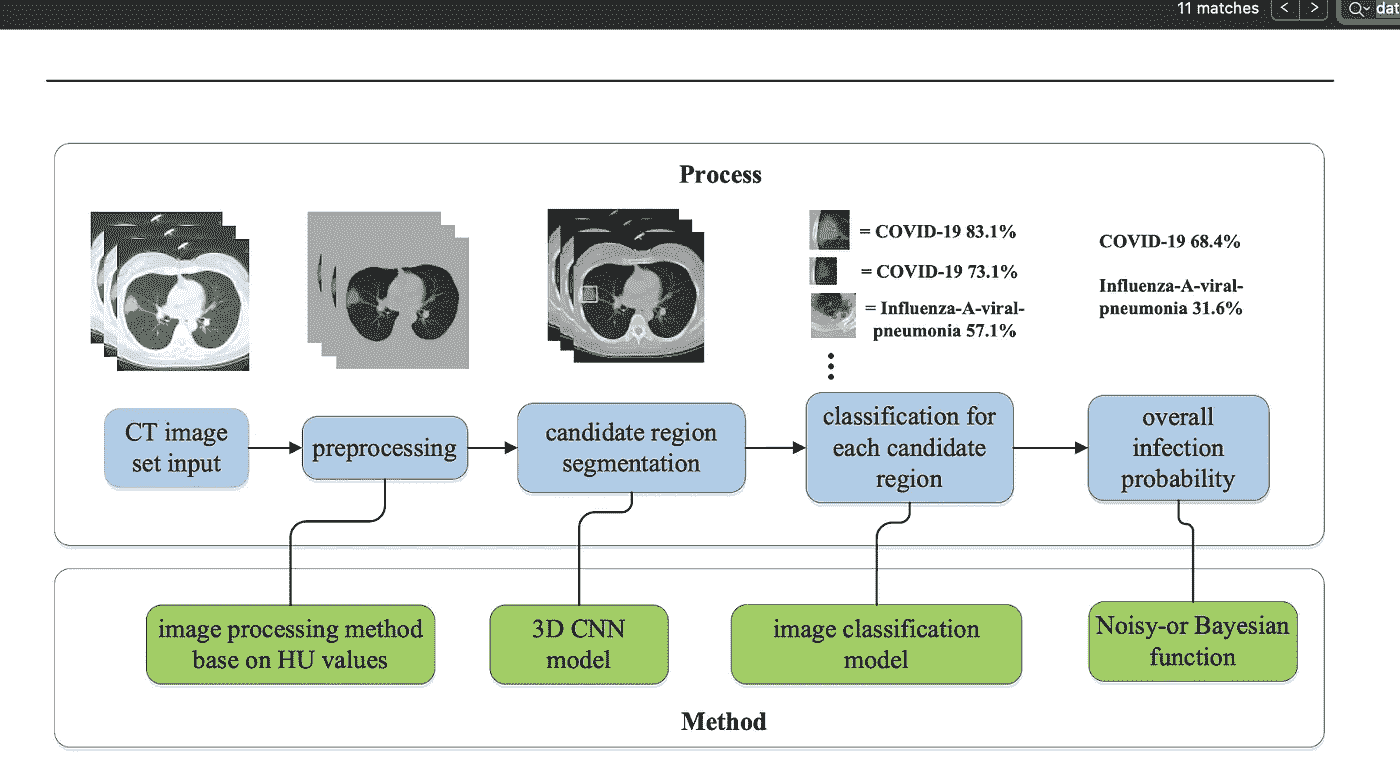 11 matches
dat
Process
= COVID-19 83.1%
= COVID-19 73.1%
= Influenza-A-viral-
pneumonia 57.1%
COVID-19 68.4%
Influenza-A-viral-
pneumonia 31.6%
CT image
set input
preprocessing
candidate region
segmentation
classification for
each candidate
region
overall
infection
probability
image processing method
base on HU values
3D CNN
model
image classification
model
Noisy-or Bayesian
function
Method